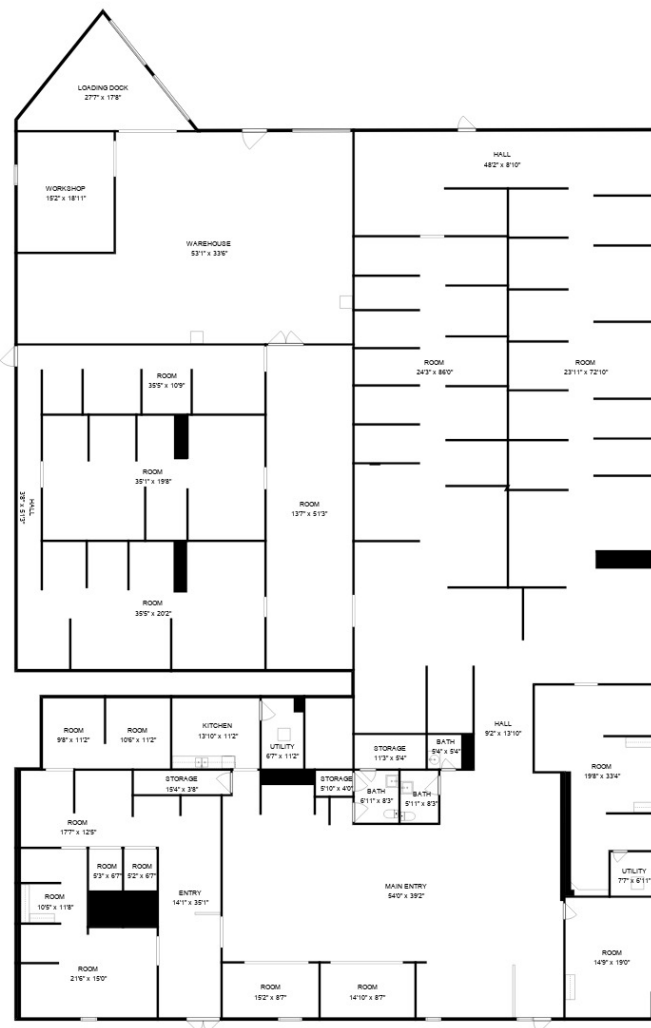 LOADING DOCK
27'7" x 17'8"
HALL
48'2" x 8'10"
WORKSHOP
15'2" x 18'11"
WAREHOUSE
53'1" x 33'6"
ROOM
24'3" x 86'0"
ROOM
23'11" x 72'10"
ROOM
35'5" x 10'9"
ROOM
35'1" x 19'8"
HALL
3'8" x 51'3"
ROOM
13'7" x 51'3"
ROOM
35'5" x 20'2"
ROOM
9'8" x 11'2"
ROOM
10'6" x 11'2"
KITCHEN
13'10" x 11'2"
UTILITY
6'7" x 11'2"
STORAGE
11'3" x 5'4"
BATH
5'4" x 5'4"
HALL
9'2" x 13'10"
ROOM
19'8" x 33'4"
STORAGE
15'4" x 3'8"
STORAGE
5'10" x 4'0"
BATH
6'11" x 8'3"
BATH
5'11" x 8'3"
ROOM
17'7" x 12'5"
ROOM
5'3" x 6'7"
ROOM
5'2" x 6'7"
UTILITY
7'7" x 6'11"
ROOM
10'5" x 11'8"
ENTRY
14'1" x 35'1"
MAIN ENTRY
54'0" x 39'2"
ROOM
14'9" x 19'0"
ROOM
21'6" x 15'0"
ROOM
15'2" x 8'7"
ROOM
14'10" x 8'7"